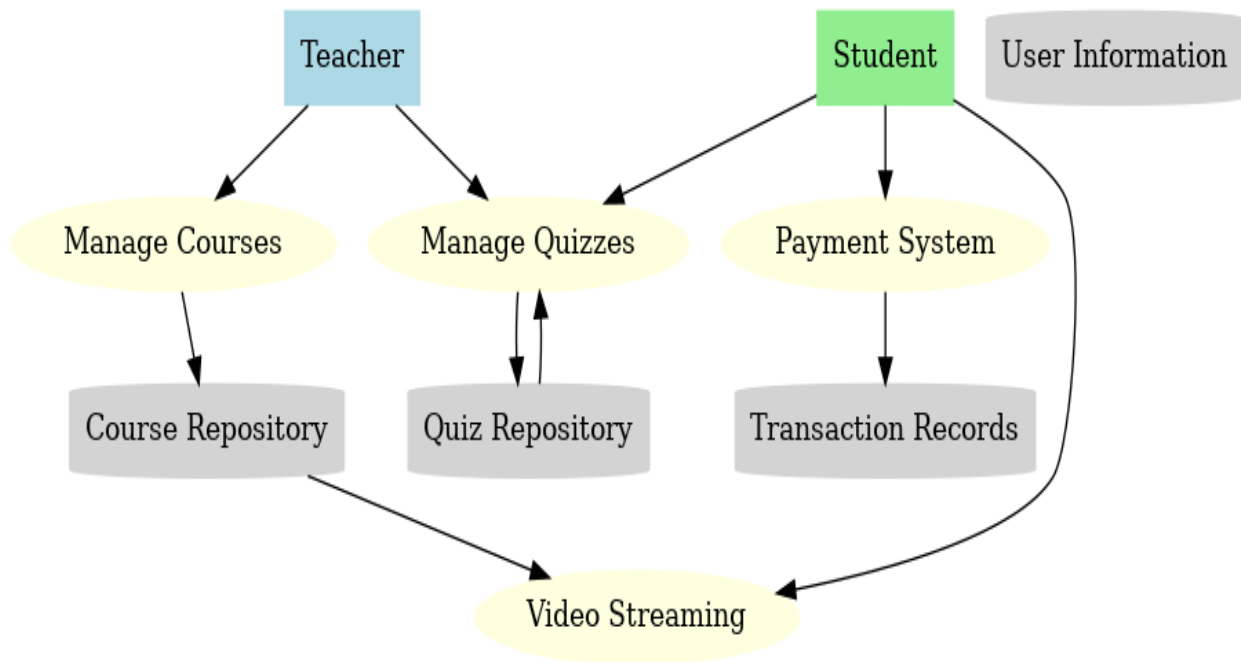 Teacher
Student
User Information
Manage Courses
Manage Quizzes
Payment System
Course Repository
Quiz Repository
Transaction Records
Video Streaming